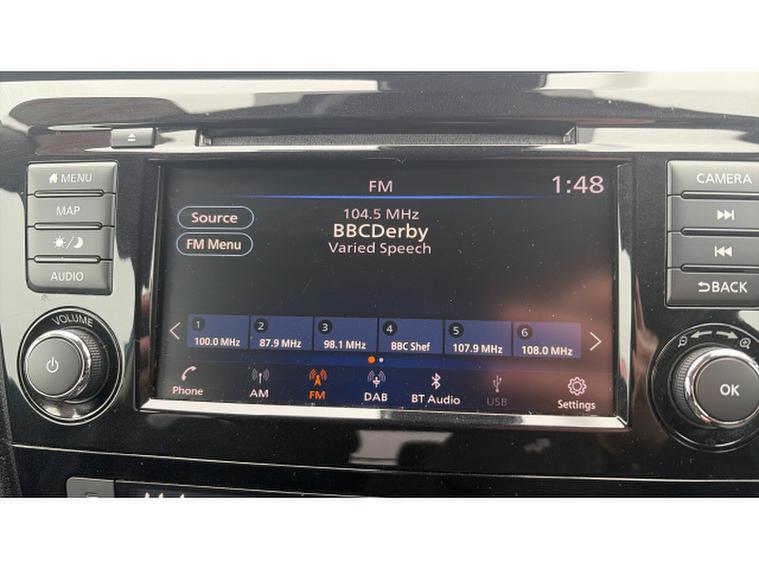 MENU
MAP
AUDIO
VOLUME
FM
1:48
Source
FM Menu
104.5 MHz
BBCDerby
Varied Speech
1
100.0 MHz
2
87.9 MHz
3
98.1 MHz
4
BBC Shef
5
107.9 MHz
6
108.0 MHz
Phone
AM
FM
DAB
BT Audio
USB
Settings
CAMERA
BACK
OK